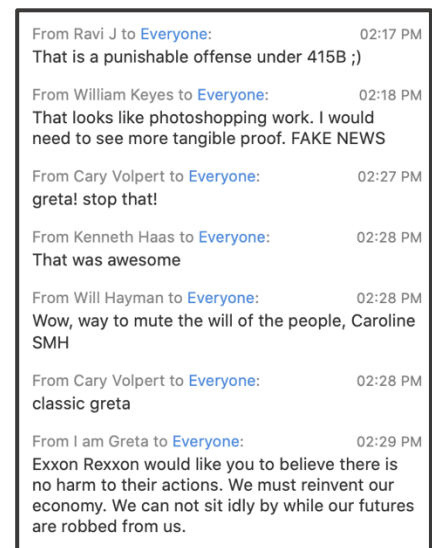 From Ravi J to Everyone: 02:17 PM
That is a punishable offense under 415B ;)
From William Keyes to Everyone: 02:18 PM
That looks like photoshopping work. I would
need to see more tangible proof. FAKE NEWS
From Cary Volpert to Everyone: 02:27 PM
greta! stop that!
From Kenneth Haas to Everyone: 02:28 PM
That was awesome
From Will Hayman to Everyone: 02:28 PM
Wow, way to mute the will of the people, Caroline
SMH
From Cary Volpert to Everyone: 02:28 PM
classic greta
From I am Greta to Everyone: 02:29 PM
Exxon Rexxon would like you to believe there is
no harm to their actions. We must reinvent our
economy. We can not sit idly by while our futures
are robbed from us.